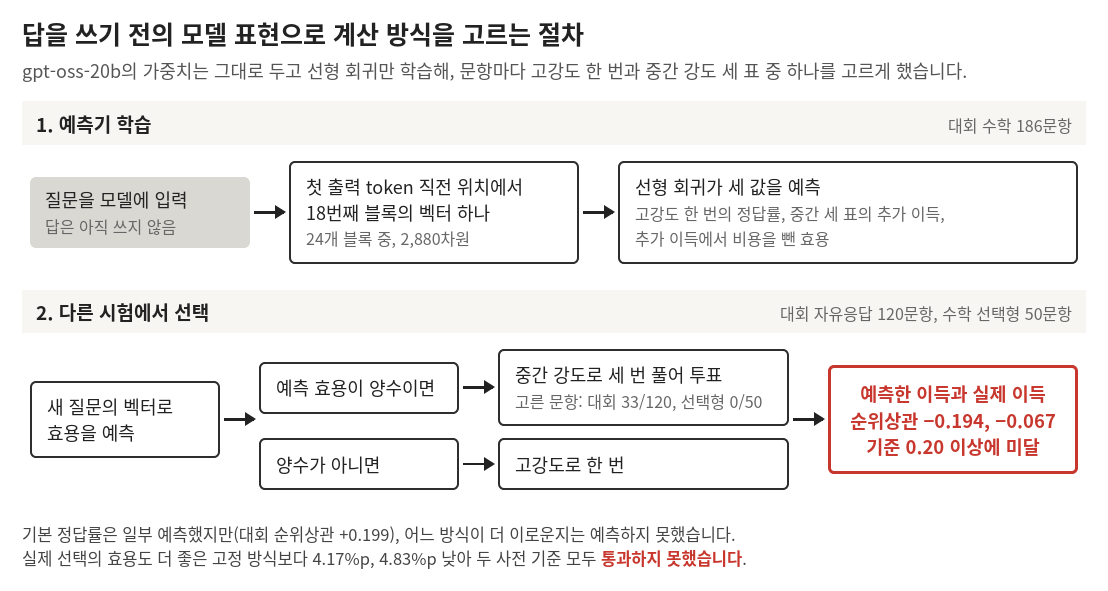 답을 쓰기 전의 모델 표현으로 계산 방식을 고르는 절차
gpt-oss-20b의 가중치는 그대로 두고 선형 회귀만 학습해, 문항마다 고강도 한 번과 중간 강도 세 표 중 하나를 고르게 했습니다.
1. 예측기 학습
대회 수학 186문항
질문을 모델에 입력
답은 아직 쓰지 않음
첫 출력 token 직전 위치에서
18번째 블록의 벡터 하나
24개 블록 중, 2,880차원
선형 회귀가 세 값을 예측
고강도 한 번의 정답률, 중간 세 표의 추가 이득,
추가 이득에서 비용을 뺀 효용
2. 다른 시험에서 선택
대회 자유응답 120문항, 수학 선택형 50문항
새 질문의 벡터로
효용을 예측
예측 효용이 양수이면
중간 강도로 세 번 풀어 투표
고른 문항: 대회 33/120, 선택형 0/50
양수가 아니면
고강도로 한 번
예측한 이득과 실제 이득
순위상관 −0.194, −0.067
기준 0.20 이상에 미달
기본 정답률은 일부 예측했지만(대회 순위상관 +0.199), 어느 방식이 더 이로운지는 예측하지 못했습니다.
실제 선택의 효용도 더 좋은 고정 방식보다 4.17%p, 4.83%p 낮아 두 사전 기준 모두 통과하지 못했습니다.